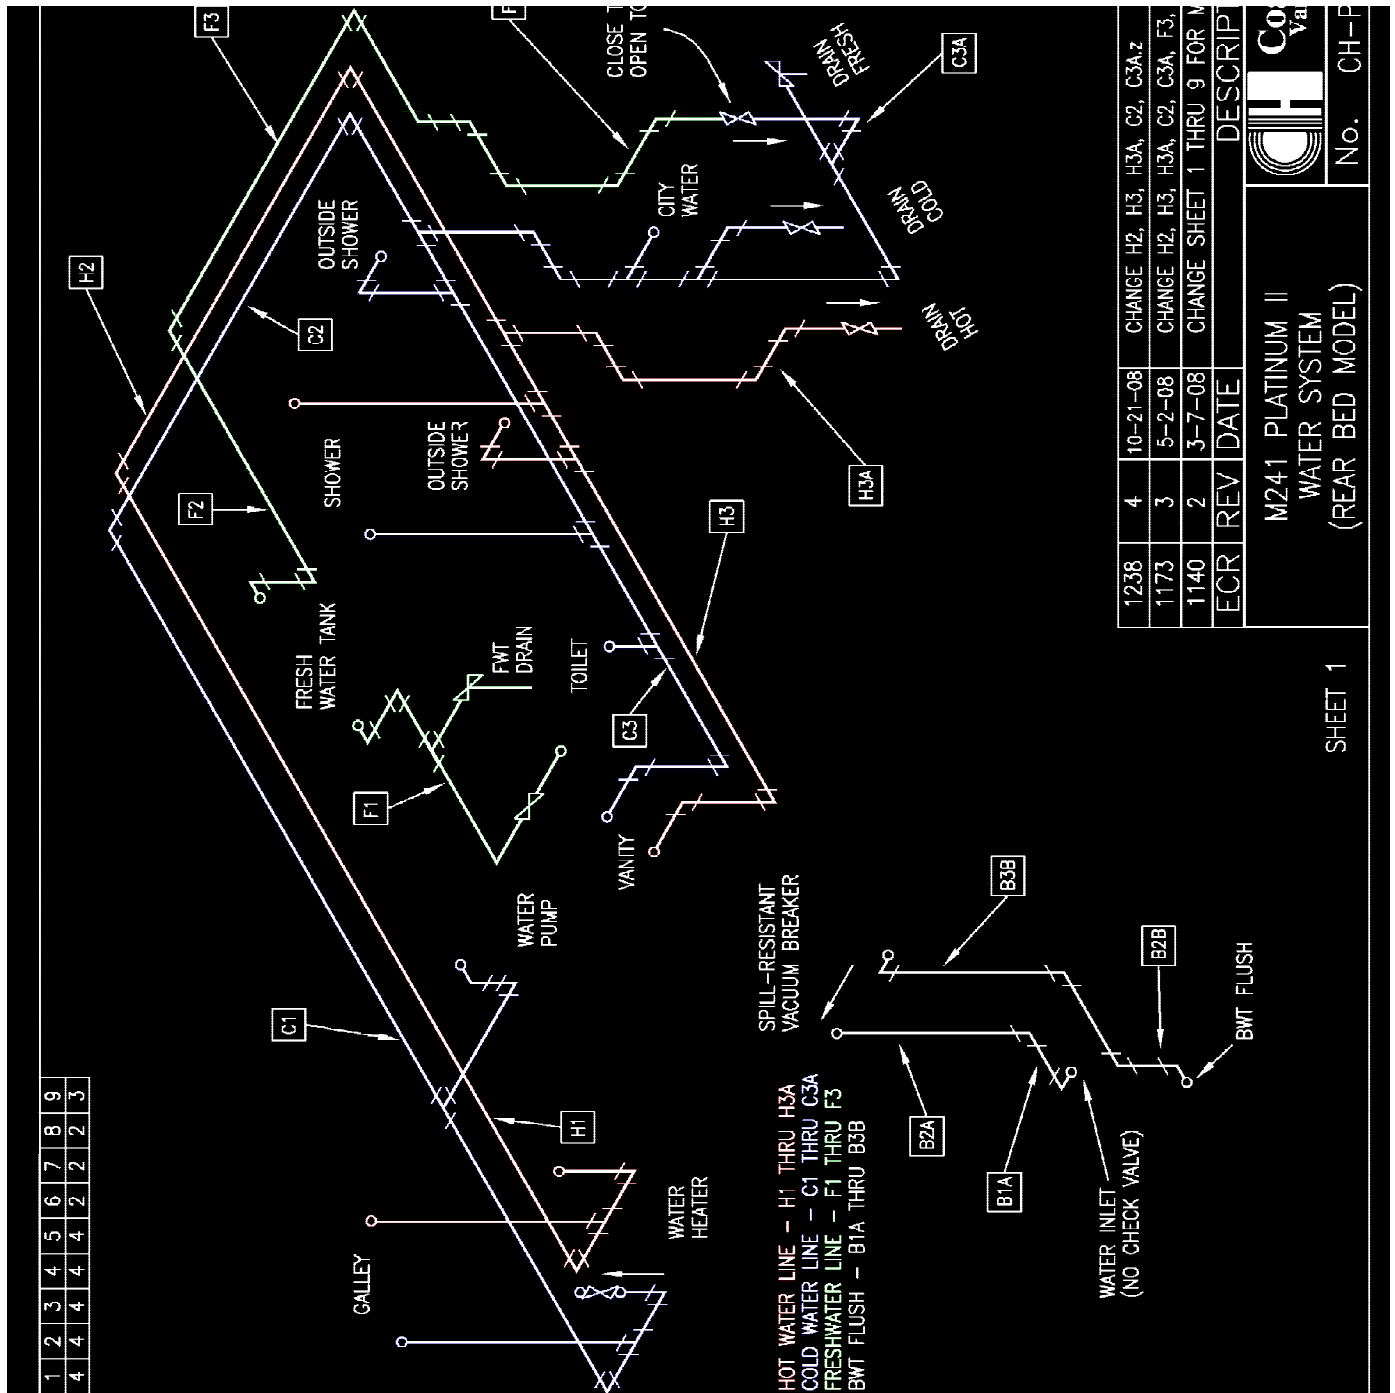 1 2 3 4 5 6 7 8 9
4 4 4 4 4 2 2 2 3
F3
H2
C2
F2
C1
F1
H1
C3
H3
H3A
C3A
CLOSE
OPEN TO
DRAIN
FRESH
CITY
WATER
DRAIN
COLD
OUTSIDE
SHOWER
DRAIN
HOT
SHOWER
OUTSIDE
SHOWER
FRESH
WATER TANK
FWT
DRAIN
TOILET
VANITY
WATER
PUMP
GALLEY
WATER
HEATER
SPILL-RESISTANT
VACUUM BREAKER
B3B
B2B
BWT FLUSH
B2A
B1A
WATER INLET
(NO CHECK VALVE)
HOT WATER LINE - H1 THRU H3A
COLD WATER LINE - C1 THRU C3A
FRESHWATER LINE - F1 THRU F3
BWT FLUSH - B1A THRU B3B
1238 4 10-21-08 CHANGE H2, H3, H3A, C2, C3A.z
1173 3 5-2-08 CHANGE H2, H3, H3A, C2, C3A, F3,
1140 2 3-7-08 CHANGE SHEET 1 THRU 9 FOR M
ECR REV DATE DESCRIPT
M241 PLATINUM II
WATER SYSTEM
(REAR BED MODEL)
CH
Co
Va
No. CH-P
SHEET 1